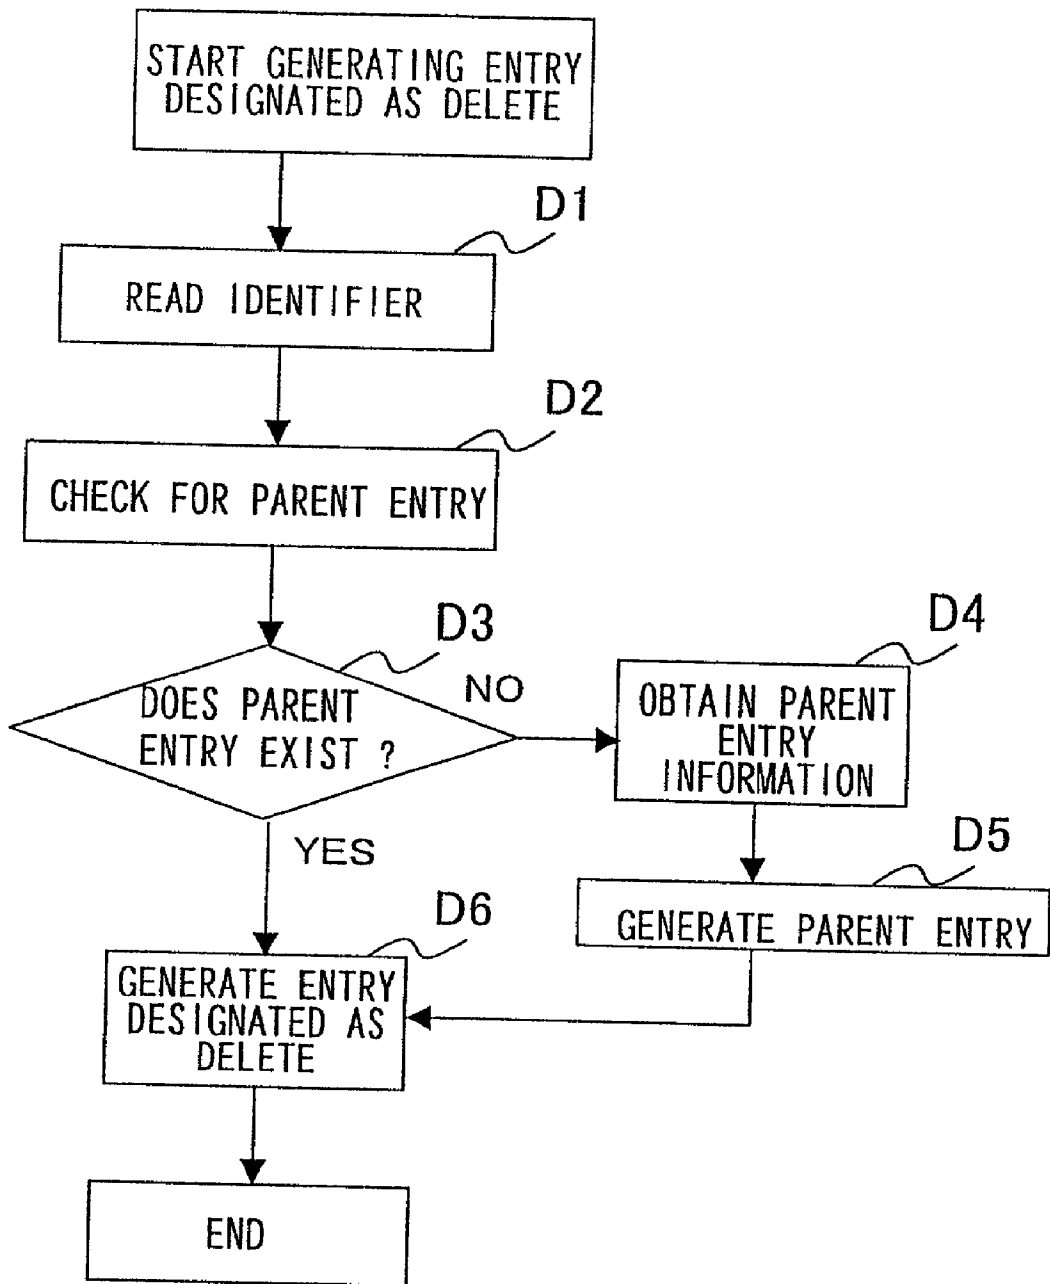 START GENERATING ENTRY
DESIGNATED AS DELETE
D1
READ IDENTIFIER
D2
CHECK FOR PARENT ENTRY
D3
DOES PARENT
ENTRY EXIST ?
NO
D4
OBTAIN PARENT
ENTRY
INFORMATION
YES
D5
GENERATE PARENT ENTRY
D6
GENERATE ENTRY
DESIGNATED AS
DELETE
END